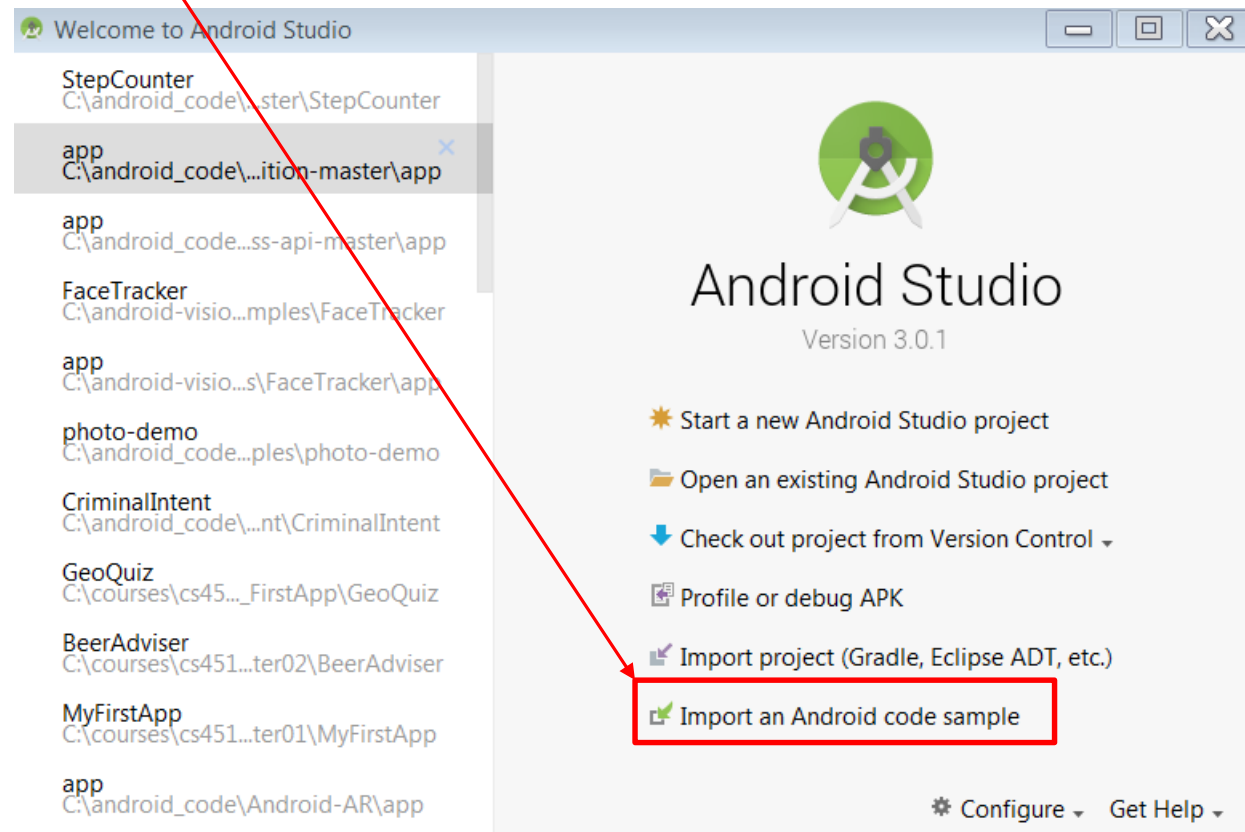 Welcome to Android Studio
StepCounter
C:\android_code\...ster\StepCounter
app
C:\android_code\...ition-master\app
app
C:\android_code...ss-api-master\app
FaceTracker
C:\android-visio...mples\FaceTracker
app
C:\android-visio...s\FaceTracker\app
photo-demo
C:\android_code...ples\photo-demo
CriminalIntent
C:\android_code\...nt\CriminalIntent
GeoQuiz
C:\courses\cs45..._FirstApp\GeoQuiz
BeerAdviser
C:\courses\cs451...ter02\BeerAdviser
MyFirstApp
C:\courses\cs451...ter01\MyFirstApp
app
C:\android_code\Android-AR\app
Android Studio
Version 3.0.1
Start a new Android Studio project
Open an existing Android Studio project
Check out project from Version Control
Profile or debug APK
Import project (Gradle, Eclipse ADT, etc.)
Import an Android code sample
Configure Get Help